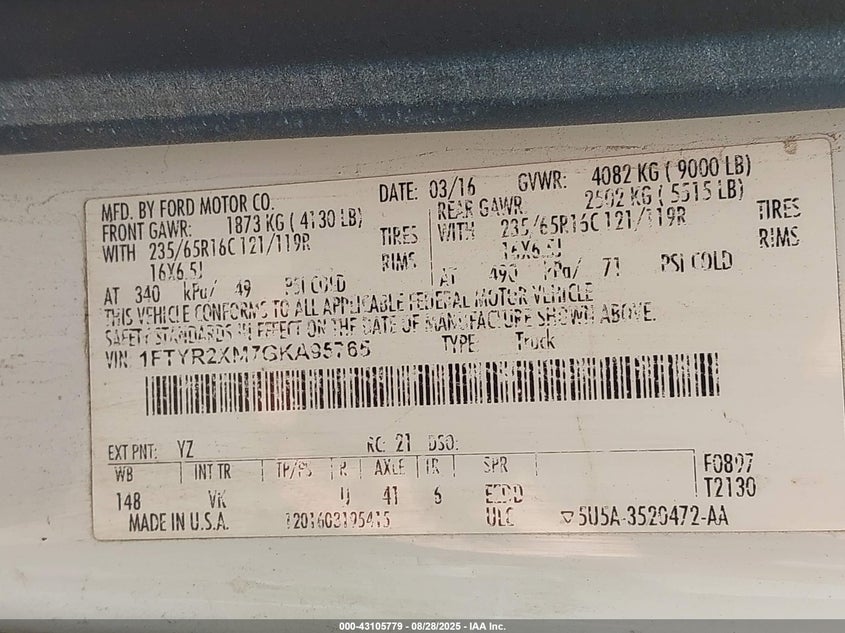 MFD. BY FORD MOTOR CO.
DATE: 03/16 GVWR: 4082 KG ( 9000 LB)
FRONT GAWR: 1873 KG ( 4130 LB)
WITH 235/65R16C 121/119R TIRES
16X6.5J RIMS
AT 340 kPa/ 49 PSI COLD
REAR GAWR 2502 KG ( 5515 LB)
WITH 235/65R16C 121/119R TIRES
16X6.5J RIMS
AT 490 kPa/ 71 PSI COLD
THIS VEHICLE CONFORMS TO ALL APPLICABLE FEDERAL MOTOR VEHICLE
SAFETY STANDARDS IN EFFECT ON THE DATE OF MANUFACTURE SHOWN ABOVE.
VIN: 1FTYR2XM7GKA95765 TYPE: Truck
EXT PNT: YZ RC: 21 DSO:
WB INT TR TP/PS R AXLE TR SPR F0897
148 VK 41 6 T2130
MADE IN U.S.A. ULC ▽5U5A-3520472-AA
000-43105779 - 08/28/2025 - IAA Inc.